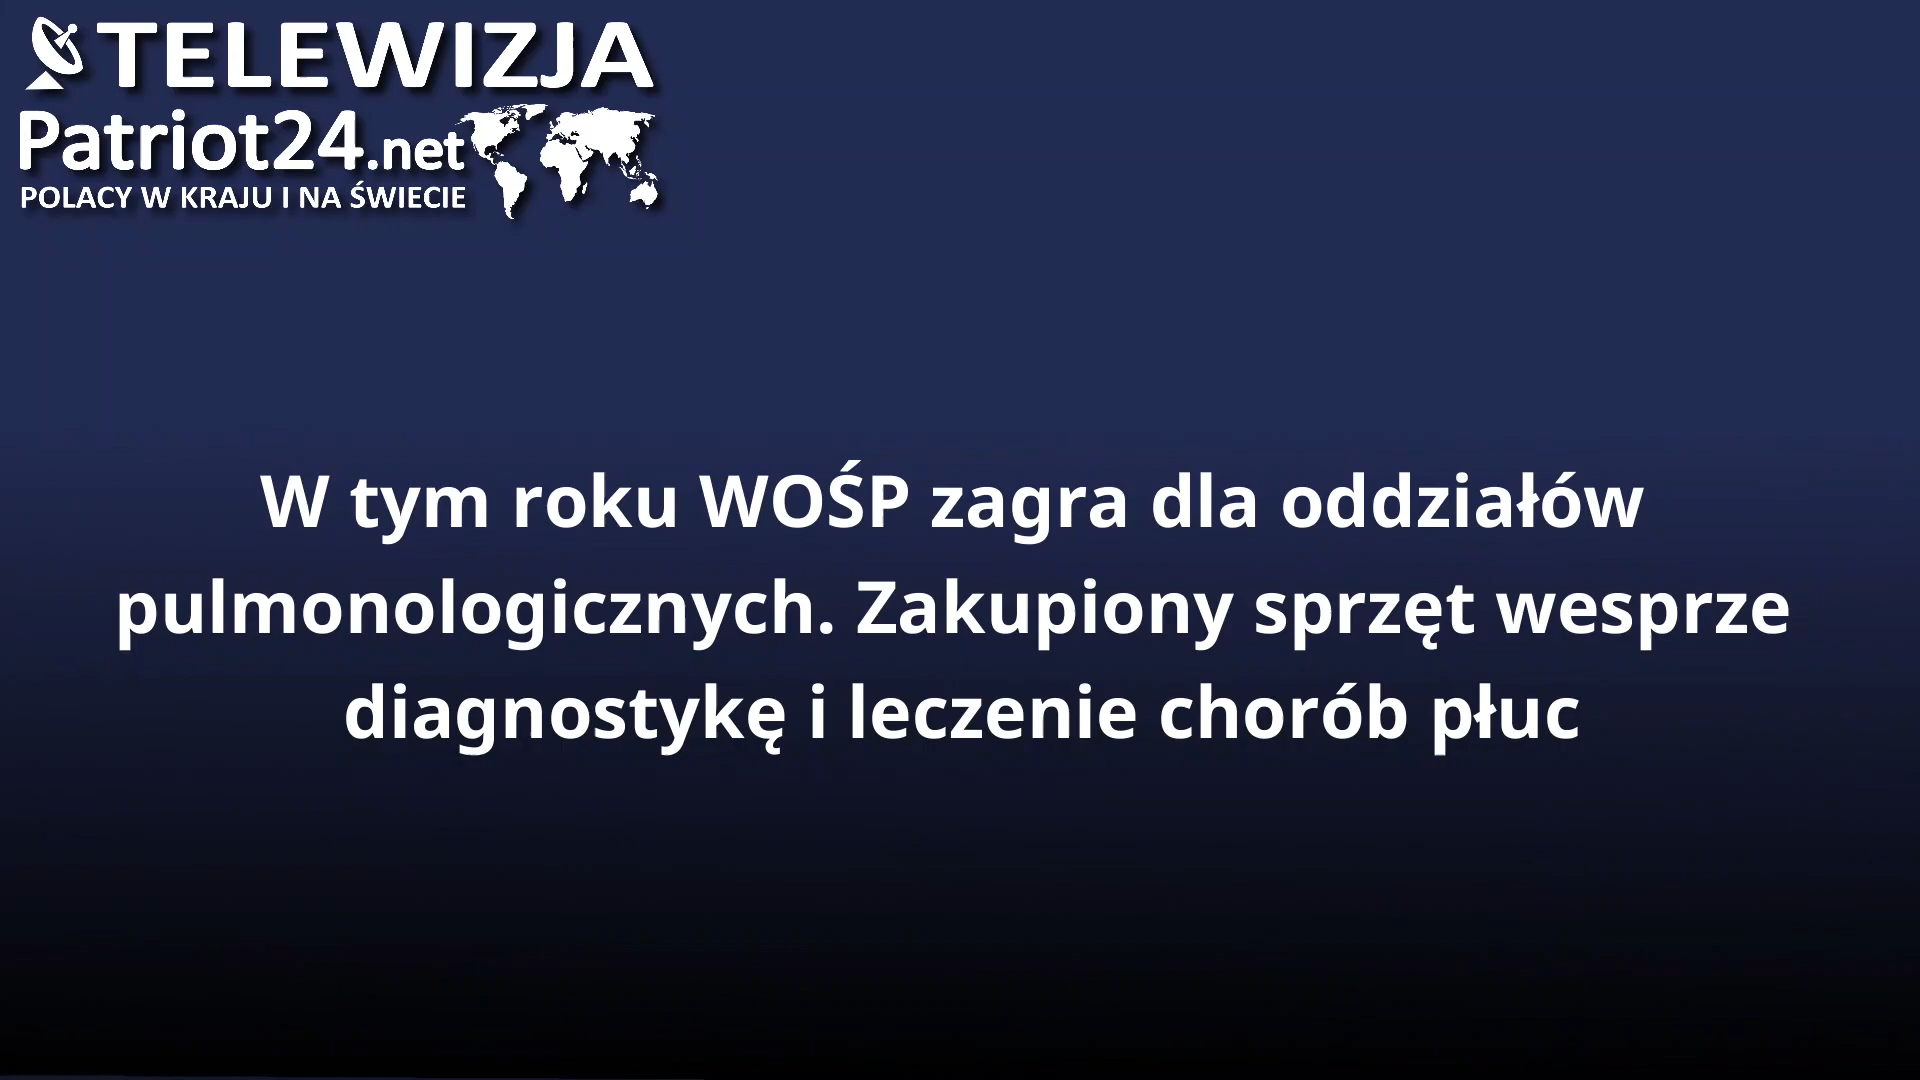 TELEWIZJA
Patriot24.net
POLACY W KRAJU I NA ŚWIECIE
W tym roku WOŚP zagra dla oddziałów
pulmonologicznych. Zakupiony sprzęt wesprze
diagnostykę i leczenie chorób płuc